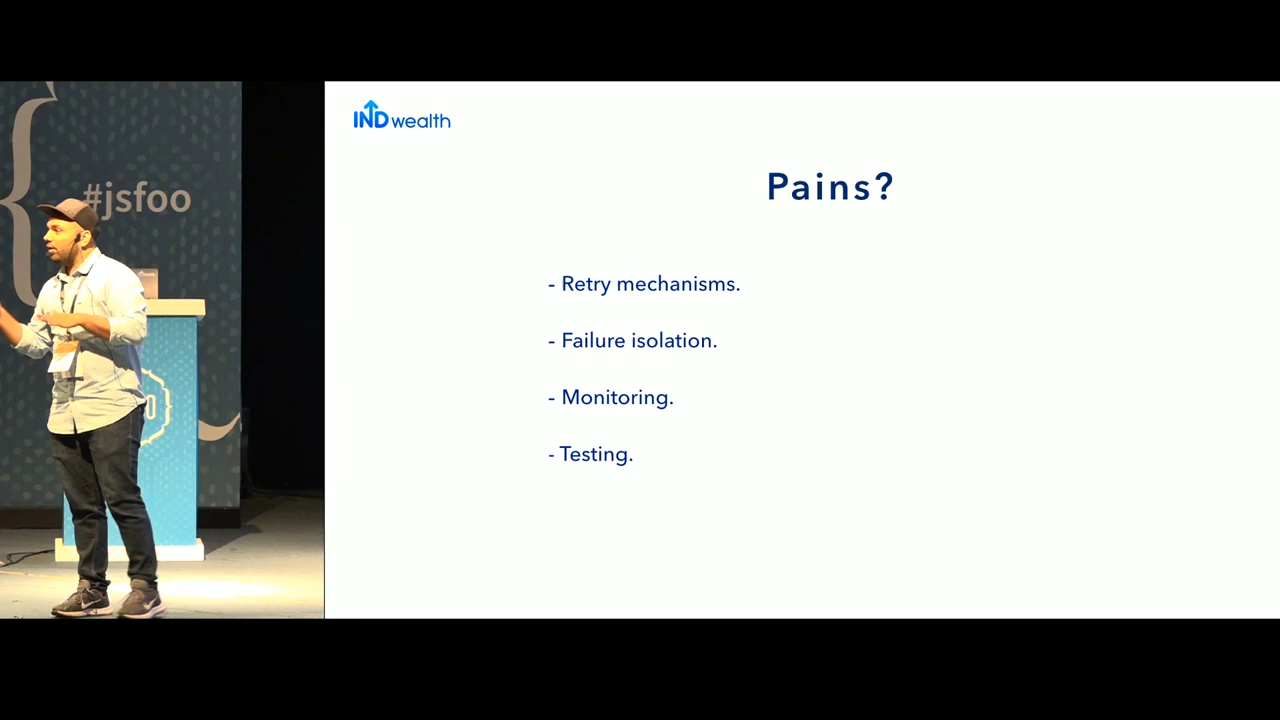 #jsfoo
INDwealth
Pains?
- Retry mechanisms.
- Failure isolation.
- Monitoring.
- Testing.